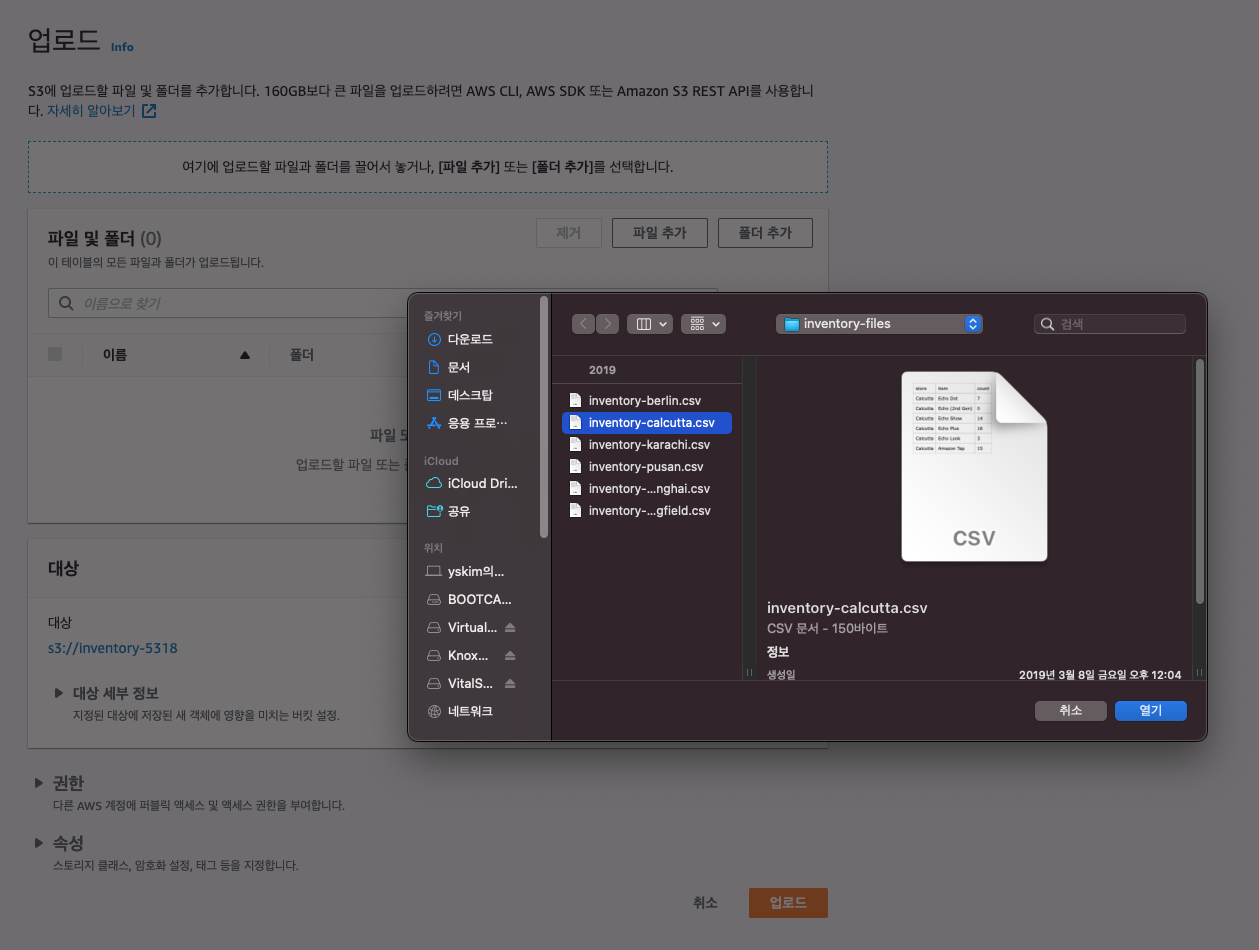 업로드 Info
S3에 업로드할 파일 및 폴더를 추가합니다. 160GB보다 큰 파일을 업로드하려면 AWS CLI, AWS SDK 또는 Amazon S3 REST API를 사용합니
다. 자세히 알아보기
여기에 업로드할 파일과 폴더를 끌어서 놓거나, [파일 추가] 또는 [폴더 추가]를 선택합니다.
파일 및 폴더 (0)
제거
파일 추가
폴더 추가
이 테이블의 모든 파일과 폴더가 업로드됩니다.
이름으로 찾기
이름
폴더
파일
업로드할 파일 또는
대상
대상
s3://inventory-5318
대상 세부 정보
지정된 대상에 저장된 새 객체에 영향을 미치는 버킷 설정.
권한
다른 AWS 계정에 퍼블릭 액세스 및 액세스 권한을 부여합니다.
속성
스토리지 클래스, 암호화 설정, 태그 등을 지정합니다.
취소
업로드
즐겨찾기
다운로드
문서
데스크탑
응용 프로…
iCloud
iCloud Dri...
공유
위치
yskim의...
BOOTCA...
Virtual...
Knox...
VitalS...
네트워크
inventory-files
검색
2019
inventory-berlin.csv
inventory-calcutta.csv
inventory-karachi.csv
inventory-pusan.csv
inventory-...nghai.csv
inventory-...gfield.csv
store item count
Calcutta Echo Dot 7
Calcutta Echo (2nd Gen) 0
Calcutta Echo Show 14
Calcutta Echo Plus
Calcutta Echo Look 3
Calcutta Amazon Tap 15
CSV
inventory-calcutta.csv
CSV 문서 - 150바이트
정보
생성일
2019년 3월 8일 금요일 오후 12:04
취소
열기